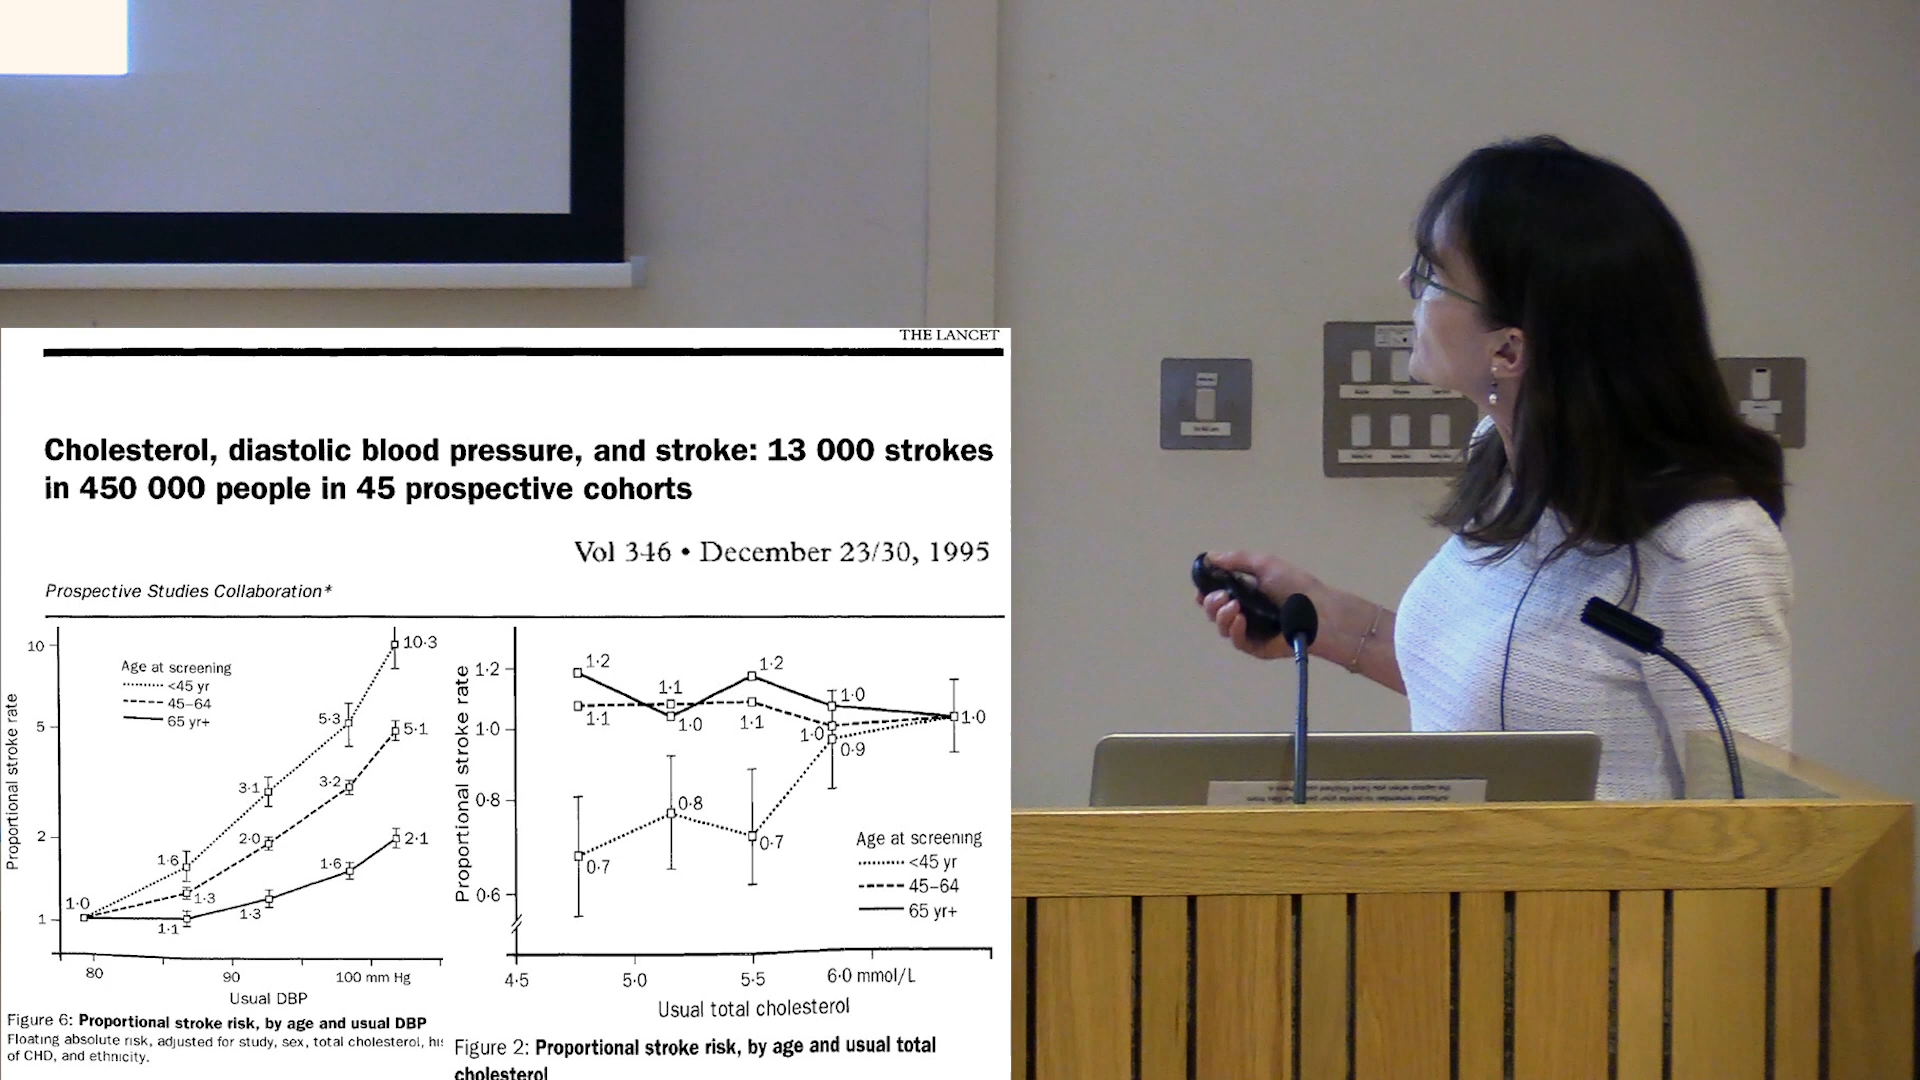 THE LANCET
Cholesterol, diastolic blood pressure, and stroke: 13 000 strokes
in 450 000 people in 45 prospective cohorts
Vol 346 • December 23/30, 1995
Prospective Studies Collaboration*
Proportional stroke rate
10
5
2
1
Age at screening
<45 yr
45–64
65 yr+
10·3
5·3
5·1
3·1
3·2
2·0
2·1
1·6
1·6
1·3
1·3
1·0
1·1
80
90
100 mm Hg
Usual DBP
Figure 6: Proportional stroke risk, by age and usual DBP
Floating absolute risk, adjusted for study, sex, total cholesterol, his
of CHD, and ethnicity.
Proportional stroke rate
1·2
1·0
0·8
0·6
1·2
1·1
1·2
1·0
1·1
1·0
1·1
1·0
1·0
0·9
0·8
0·7
0·7
Age at screening
<45 yr
45–64
65 yr+
4·5
5·0
5·5
6·0 mmol/L
Usual total cholesterol
Figure 2: Proportional stroke risk, by age and usual total
cholesterol